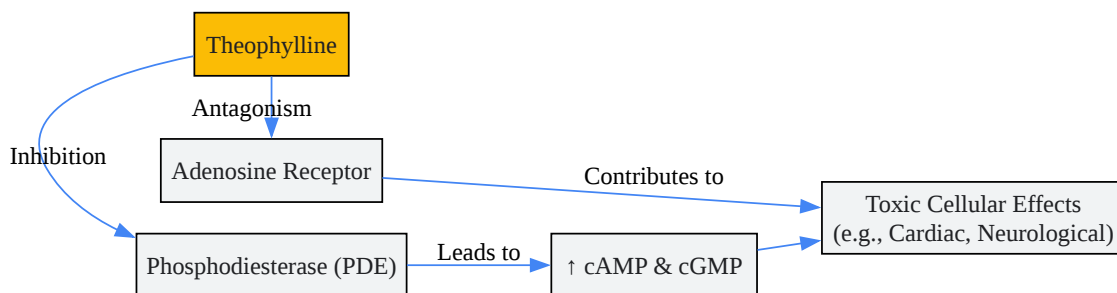 Theophylline
Antagonism
Inhibition
Adenosine Receptor
Contributes to
Toxic Cellular Effects
(e.g., Cardiac, Neurological)
Phosphodiesterase (PDE)
Leads to
↑ cAMP & cGMP